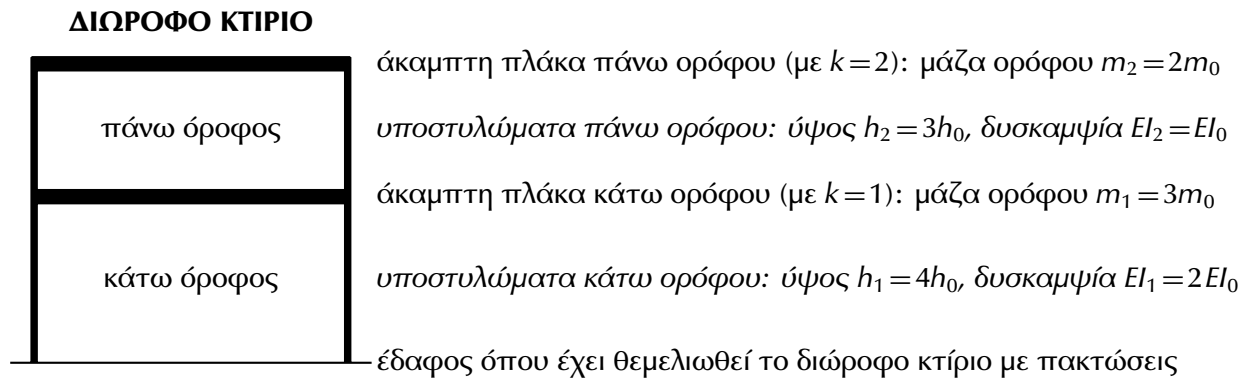 ΔΙΩΡΟΦΟ ΚΤΙΡΙΟ
άκαμπτη πλάκα πάνω ορόφου (με k=2): μάζα ορόφου m₂=2m₀
πάνω όροφος
υποστυλώματα πάνω ορόφου: ύψος h₂=3h₀, δυσκαμψία EI₂=EI₀
άκαμπτη πλάκα κάτω ορόφου (με k=1): μάζα ορόφου m₁=3m₀
κάτω όροφος
υποστυλώματα κάτω ορόφου: ύψος h₁=4h₀, δυσκαμψία EI₁=2EI₀
έδαφος όπου έχει θεμελιωθεί το διώροφο κτίριο με πακτώσεις